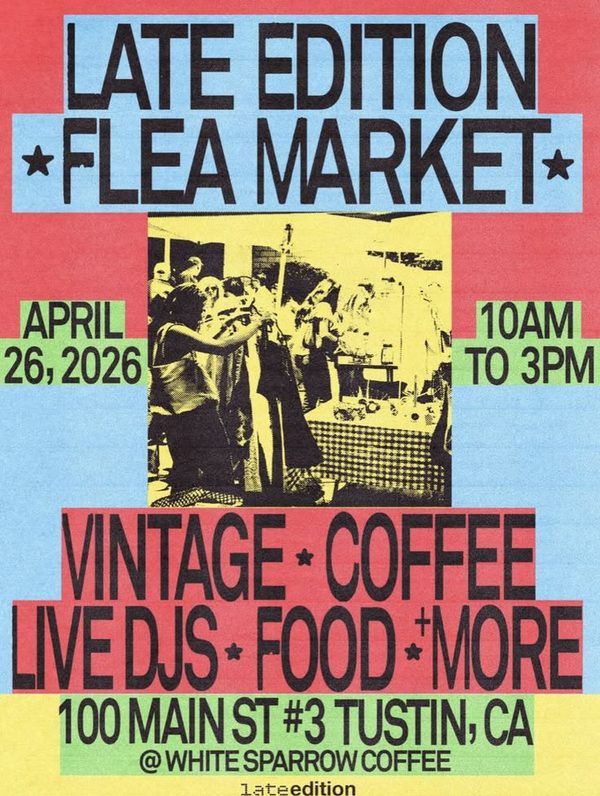 LATE EDITION
★FLEA MARKET★
APRIL
26, 2026
10AM
TO 3PM
VINTAGE ★ COFFEE
LIVE DJS ★ FOOD ★ +MORE
100 MAIN ST #3 TUSTIN, CA
@ WHITE SPARROW COFFEE
lateedition